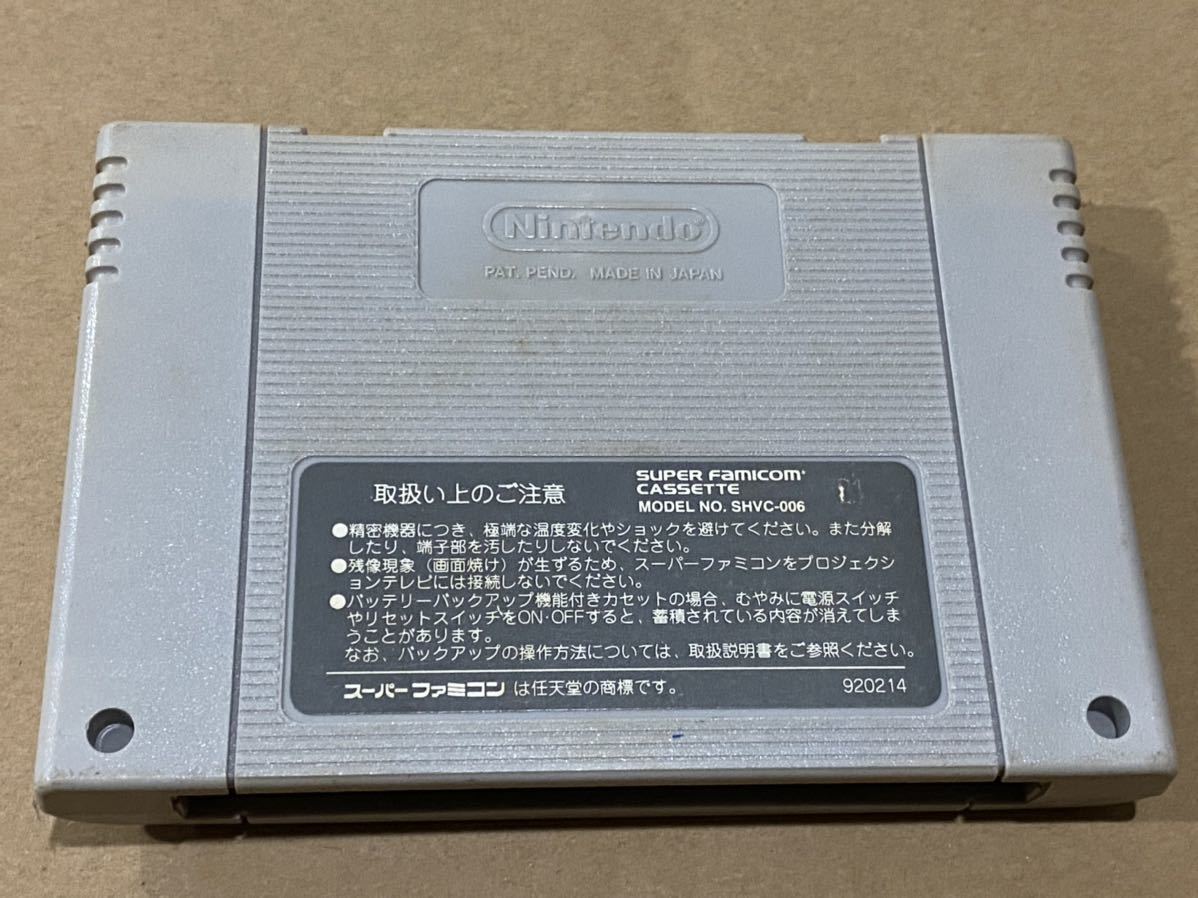 Nintendo
PAT. PEND. MADE IN JAPAN
取扱い上のご注意
SUPER FAMICOM
CASSETTE
MODEL NO. SHVC-006
●精密機器につき、極端な温度変化やショックを避けてください。また分解
したり、端子部を汚したりしないでください。
●残像現象(画面焼け)が生ずるため、スーパーファミコンをプロジェクシ
ョンテレビには接続しないでください。
●バッテリーバックアップ機能付きカセットの場合、むやみに電源スイッチ
やリセットスイッチをON・OFFすると、蓄積されている内容が消えてしま
うことがあります。
なお、バックアップの操作方法については、取扱説明書をご参照ください。
スーパーファミコン は任天堂の商標です。
920214